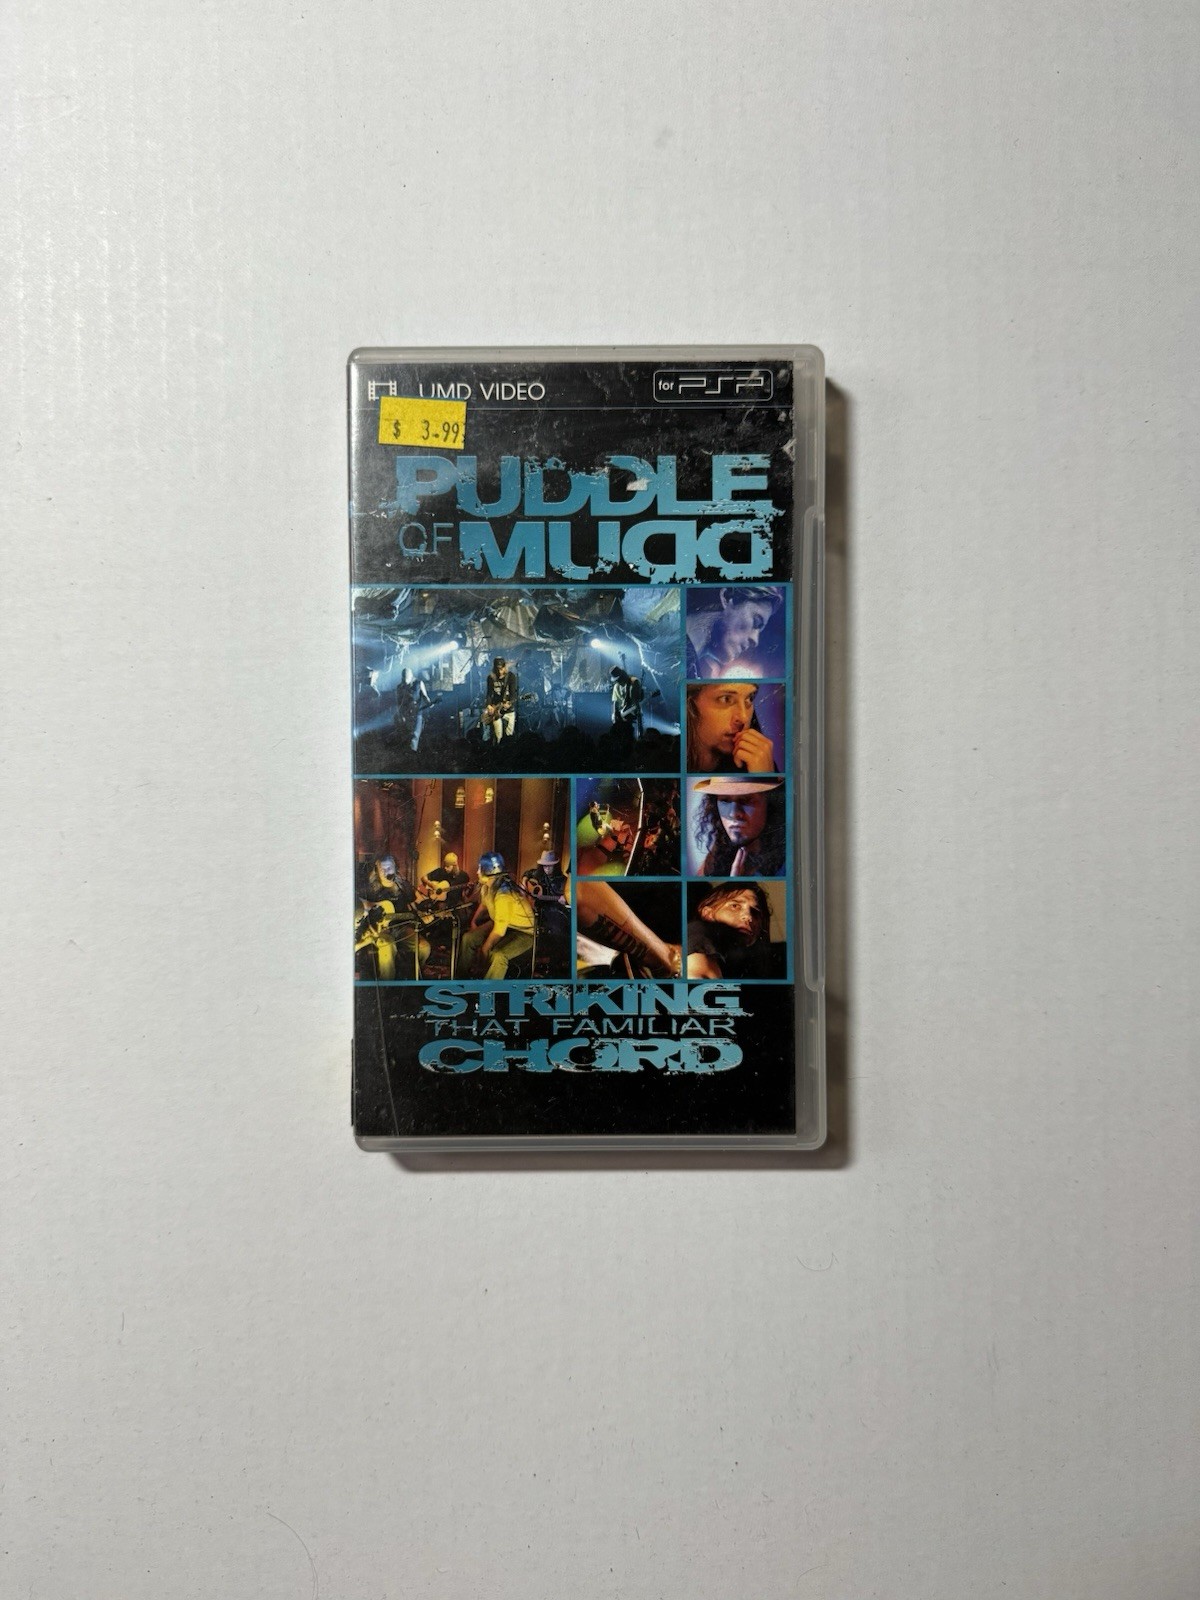 UMD VIDEO
for PSP
$ 3.99
PUDDLE
OF MUDD
STRIKING
THAT FAMILIAR
CHORD